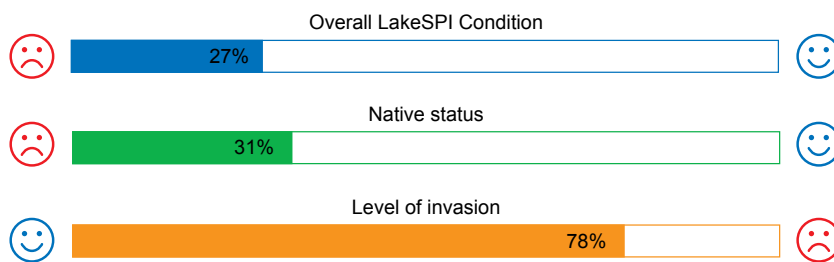 Overall LakeSPI Condition
27%
Native status
31%
Level of invasion
78%